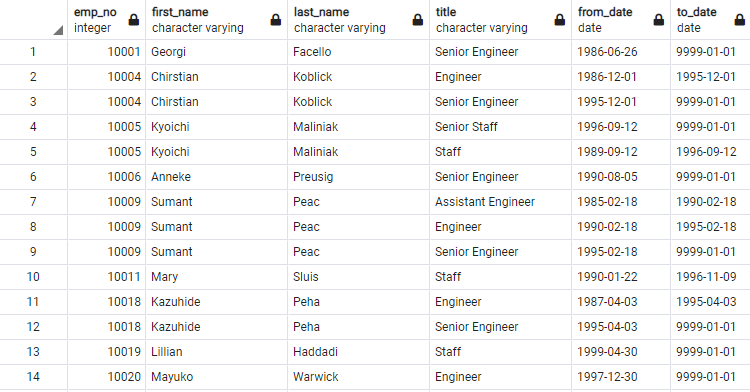 emp_no first_name last_name title from_date to_date
integer character varying character varying character varying date date
1 10001 Georgi Facello Senior Engineer 1986-06-26 9999-01-01
2 10004 Chirstian Koblick Engineer 1986-12-01 1995-12-01
3 10004 Chirstian Koblick Senior Engineer 1995-12-01 9999-01-01
4 10005 Kyoichi Maliniak Senior Staff 1996-09-12 9999-01-01
5 10005 Kyoichi Maliniak Staff 1989-09-12 1996-09-12
6 10006 Anneke Preusig Senior Engineer 1990-08-05 9999-01-01
7 10009 Sumant Peac Assistant Engineer 1985-02-18 1990-02-18
8 10009 Sumant Peac Engineer 1990-02-18 1995-02-18
9 10009 Sumant Peac Senior Engineer 1995-02-18 9999-01-01
10 10011 Mary Sluis Staff 1990-01-22 1996-11-09
11 10018 Kazuhide Peha Engineer 1987-04-03 1995-04-03
12 10018 Kazuhide Peha Senior Engineer 1995-04-03 9999-01-01
13 10019 Lillian Haddadi Staff 1999-04-30 9999-01-01
14 10020 Mayuko Warwick Engineer 1997-12-30 9999-01-01